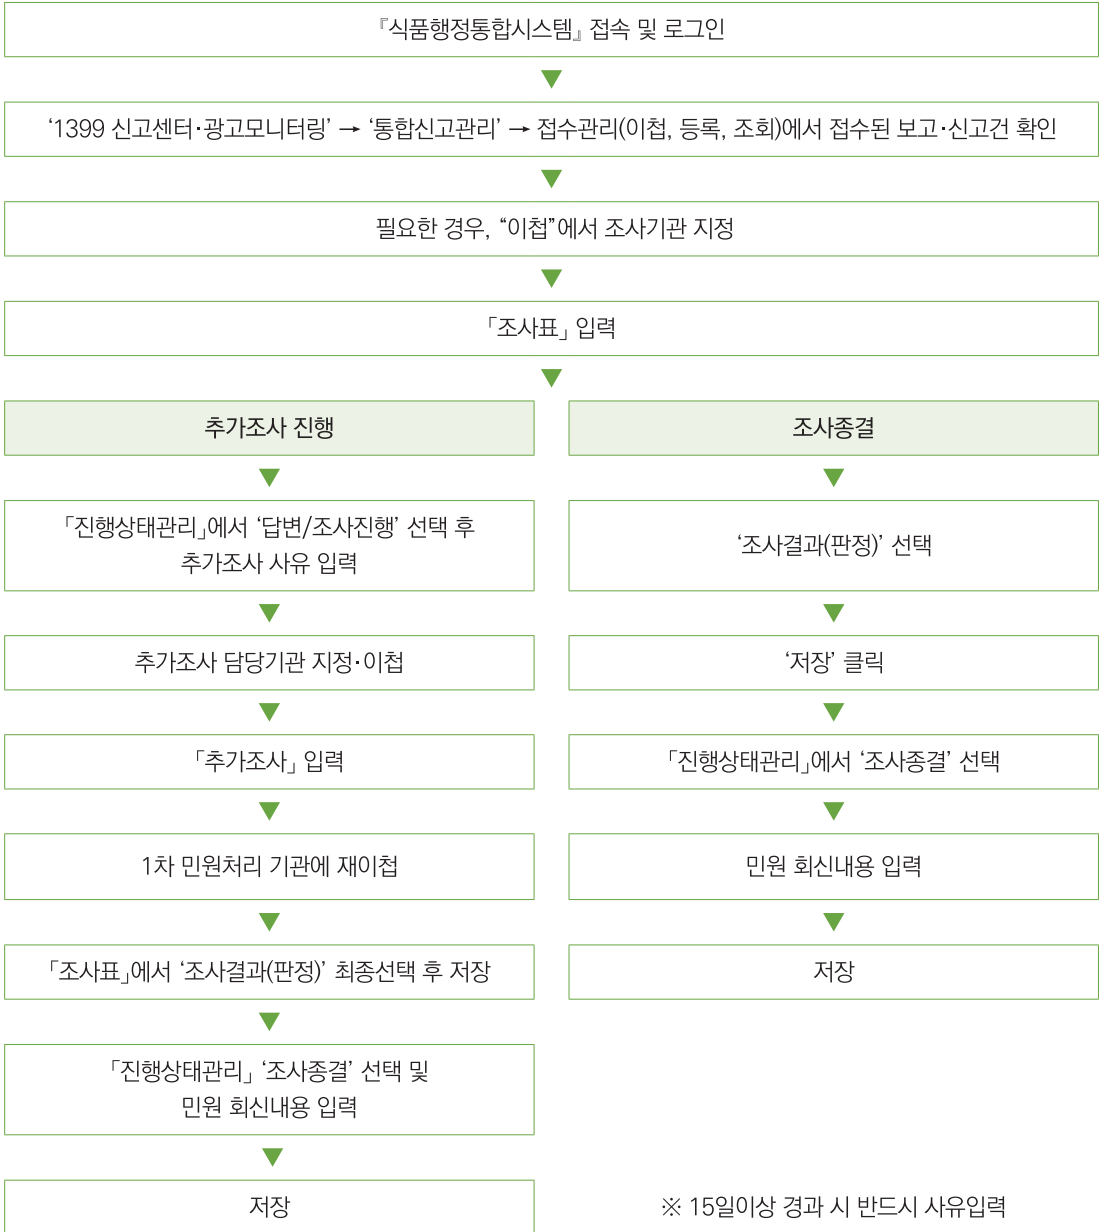 『식품행정통합시스템』 접속 및 로그인
‘1399 신고센터·광고모니터링’ → ‘통합신고관리’ → 접수관리(이첩, 등록, 조회)에서 접수된 보고·신고건 확인
필요한 경우, “이첩”에서 조사기관 지정
「조사표」 입력
추가조사 진행
「진행상태관리」에서 ‘답변/조사진행’ 선택 후
추가조사 사유 입력
추가조사 담당기관 지정·이첩
「추가조사」 입력
1차 민원처리 기관에 재이첩
「조사표」에서 ‘조사결과(판정)’ 최종선택 후 저장
「진행상태관리」 ‘조사종결’ 선택 및
민원 회신내용 입력
저장
조사종결
‘조사결과(판정)’ 선택
‘저장’ 클릭
「진행상태관리」에서 ‘조사종결’ 선택
민원 회신내용 입력
저장
※ 15일이상 경과 시 반드시 사유입력